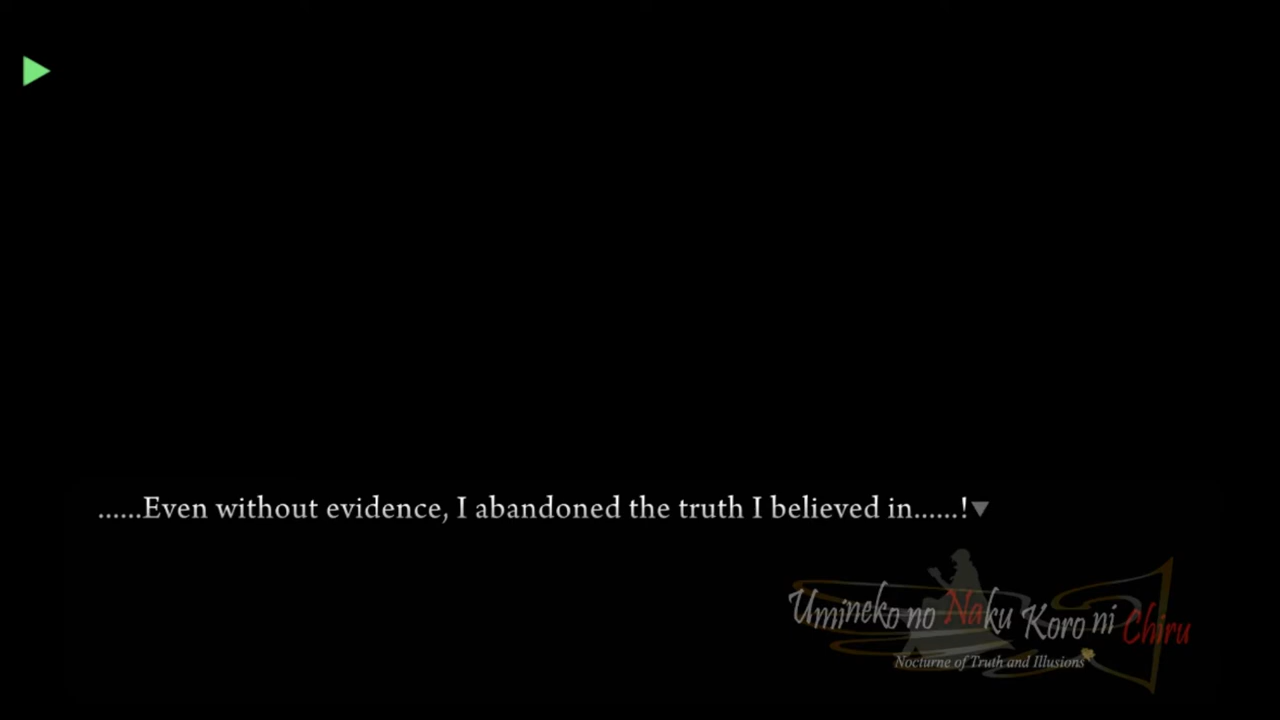 ......Even without evidence, I abandoned the truth I believed in......!
Umineko no Naku Koro ni Chiru
Nocturne of Truth and Illusions